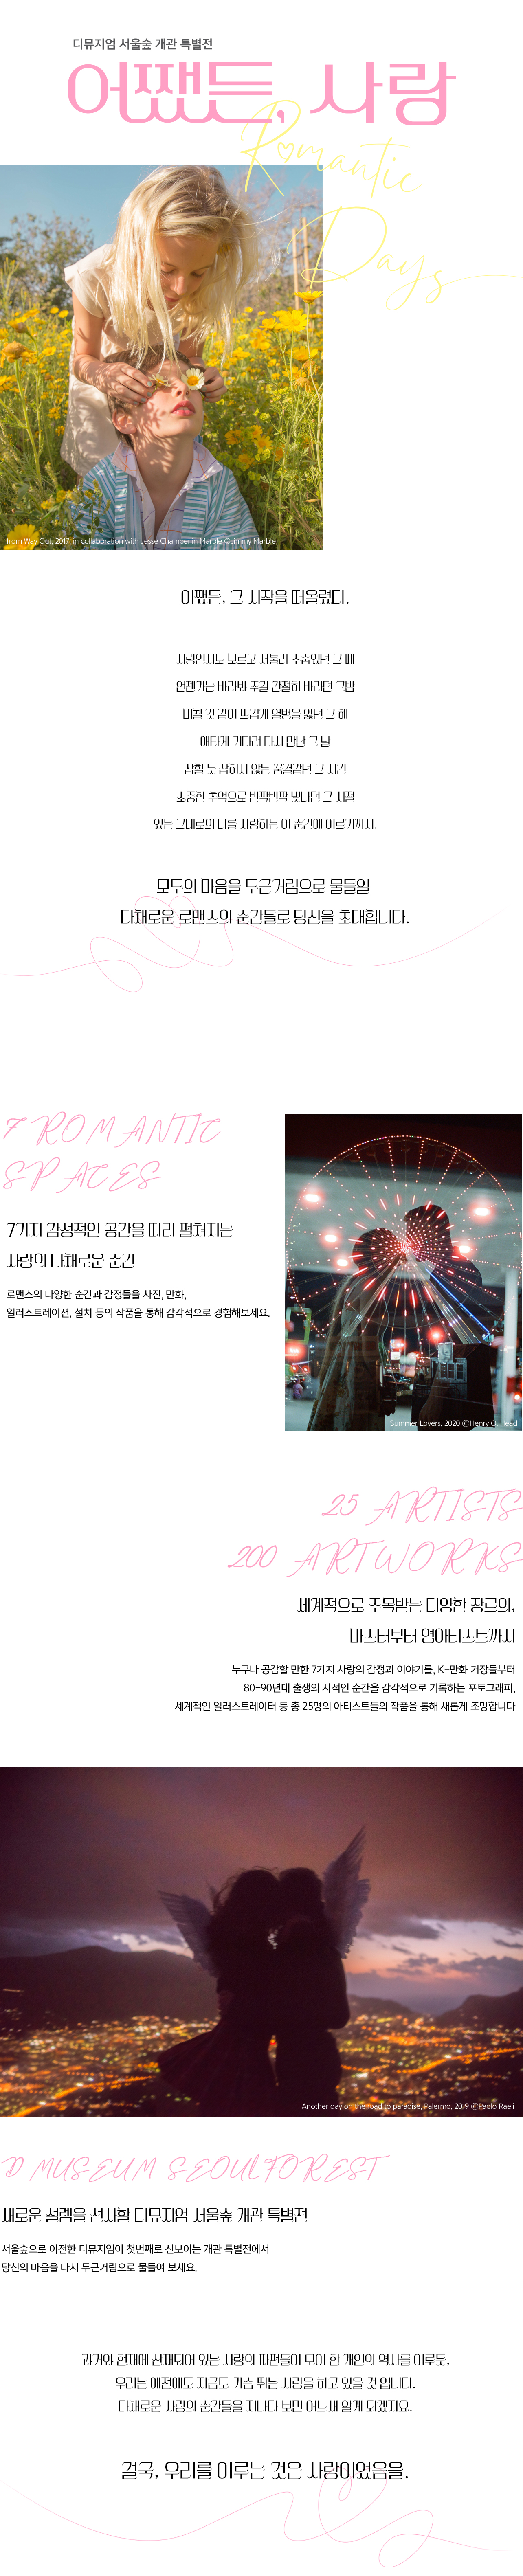 디뮤지엄 서울숲 개관 특별전
어쨌든, 사랑
Romantic
Days
from Way Out, 2017, in collaboration with Jesse Chamberlin Marble ©Jimmy Marble
어쨌든, 그 시작을 떠올렸다.
사랑인지도 모르고 서툴러 수줍었던 그 때
언젠가는 바라봐 주길 간절히 바라던 그밤
미칠 것 같이 뜨겁게 열병을 앓던 그 해
애타게 기다려 다시 만난 그 날
잡힐 듯 잡히지 않는 꿈결같던 그 시간
소중한 추억으로 반짝반짝 빛나던 그 시절
있는 그대로의 나를 사랑하는 이 순간에 이르기까지.
모두의 마음을 두근거림으로 물들일
다채로운 로맨스의 순간들로 당신을 초대합니다.
7 ROMANTIC
SPACES
7가지 감성적인 공간을 따라 펼쳐지는
사랑의 다채로운 순간
로맨스의 다양한 순간과 감정들을 사진, 만화,
일러스트레이션, 설치 등의 작품을 통해 감각적으로 경험해보세요.
Summer Lovers, 2020 ⓒHenry O. Head
25 ARTISTS
200 ARTWORKS
세계적으로 주목받는 다양한 장르의,
마스터부터 영아티스트까지
누구나 공감할 만한 7가지 사랑의 감정과 이야기를, K-만화 거장들부터
80-90년대 출생의 사적인 순간을 감각적으로 기록하는 포토그래퍼,
세계적인 일러스트레이터 등 총 25명의 아티스트들의 작품을 통해 새롭게 조망합니다
Another day on the road to paradise, Palermo, 2019 ⓒPaolo Raeli
D MUSEUM SEOULFOREST
새로운 설렘을 선사할 디뮤지엄 서울숲 개관 특별전
서울숲으로 이전한 디뮤지엄이 첫번째로 선보이는 개관 특별전에서
당신의 마음을 다시 두근거림으로 물들여 보세요.
과거와 현재에 산재되어 있는 사랑의 파편들이 모여 한 개인의 역사를 이루듯,
우리는 예전에도 지금도 가슴 뛰는 사랑을 하고 있을 것 입니다.
다채로운 사랑의 순간들을 지나다 보면 어느새 알게 되겠지요.
결국, 우리를 이루는 것은 사랑이었음을.